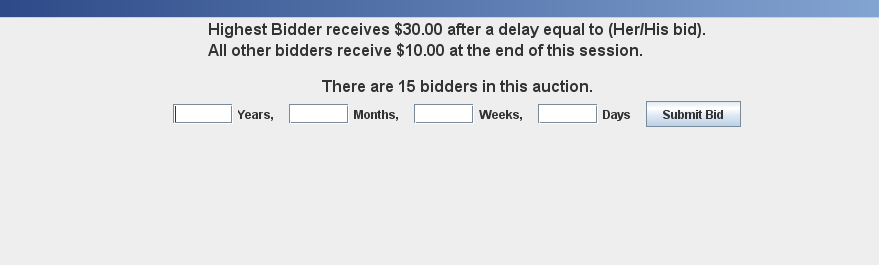 Highest Bidder receives $30.00 after a delay equal to (Her/His bid).
All other bidders receive $10.00 at the end of this session.
There are 15 bidders in this auction.
Years, Months, Weeks, Days Submit Bid